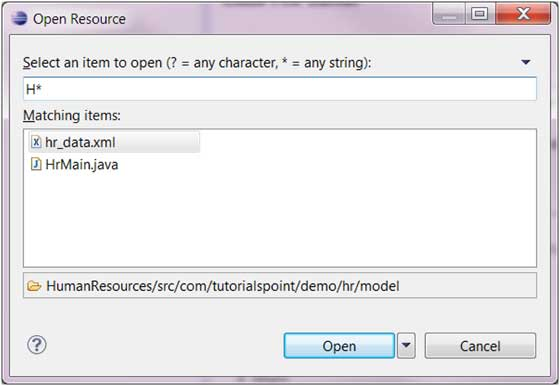 Open Resource
Select an item to open (? = any character, * = any string):
H*
Matching items:
hr_data.xml
HrMain.java
HumanResources/src/com/tutorialspoint/demo/hr/model
Open
Cancel